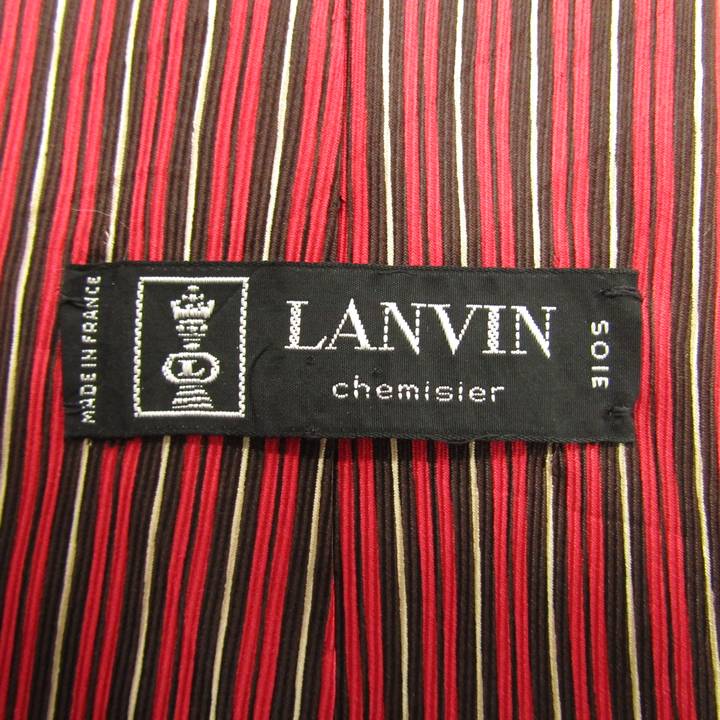 MADE IN FRANCE
L
LANVIN
chemisier
SOIE